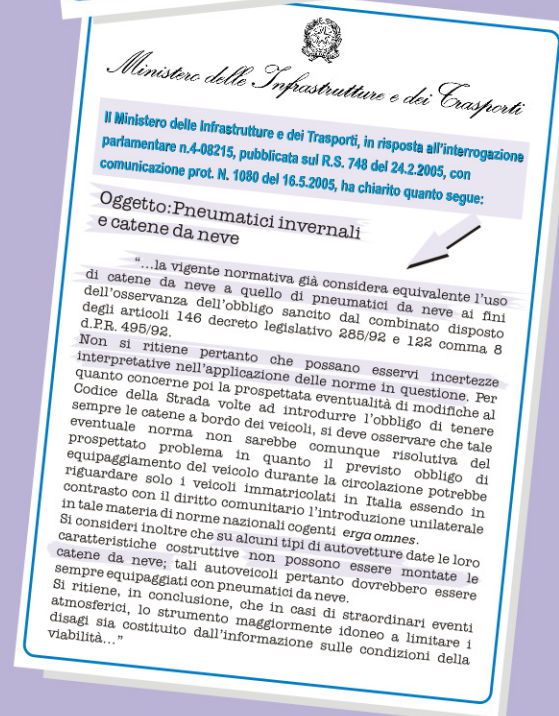 Ministero delle Infrastrutture e dei Trasporti
Il Ministero delle Infrastrutture e dei Trasporti, in risposta all'interrogazione
parlamentare n.4-08215, pubblicata sul R.S. 748 del 24.2.2005, con
comunicazione prot. N. 1080 del 16.5.2005, ha chiarito quanto segue:
Oggetto:Pneumatici invernali
e catene da neve
"...la vigente normativa già considera equivalente l'uso
di catene da neve a quello di pneumatici da neve ai fini
dell'osservanza dell'obbligo sancito dal combinato disposto
degli articoli 146 decreto legislativo 285/92 e 122 comma 8
d.P.R. 495/92.
Non si ritiene pertanto che possano esservi incertezze
interpretative nell'applicazione delle norme in questione. Per
quanto concerne poi la prospettata eventualità di modifiche al
Codice della Strada volte ad introdurre l'obbligo di tenere
sempre le catene a bordo dei veicoli, si deve osservare che tale
eventuale norma non sarebbe comunque risolutiva del
prospettato problema in quanto il previsto obbligo di
equipaggiamento del veicolo durante la circolazione potrebbe
riguardare solo i veicoli immatricolati in Italia essendo in
contrasto con il diritto comunitario l'introduzione unilaterale
in tale materia di norme nazionali cogenti erga omnes.
Si consideri inoltre che su alcuni tipi di autovetture date le loro
caratteristiche costruttive non possono essere montate le
catene da neve; tali autoveicoli pertanto dovrebbero essere
sempre equipaggiati con pneumatici da neve.
Si ritiene, in conclusione, che in casi di straordinari eventi
atmosferici, lo strumento maggiormente idoneo a limitare i
disagi sia costituito dall'informazione sulle condizioni della
viabilità..."